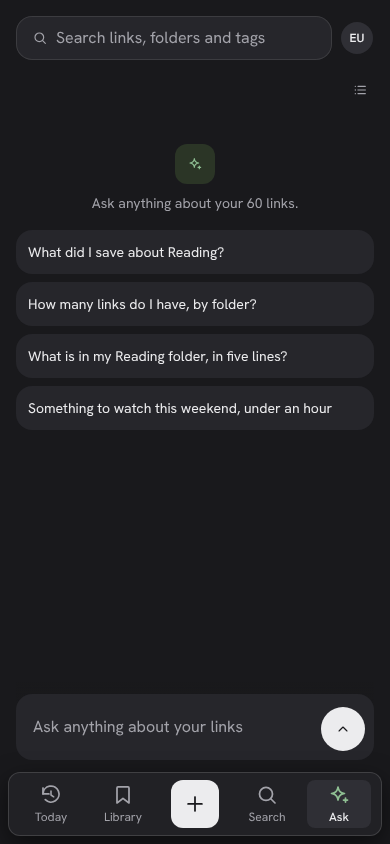 Search links, folders and tags
EU
Ask anything about your 60 links.
What did I save about Reading?
How many links do I have, by folder?
What is in my Reading folder, in five lines?
Something to watch this weekend, under an hour
Ask anything about your links
Today
Library
Search
Ask